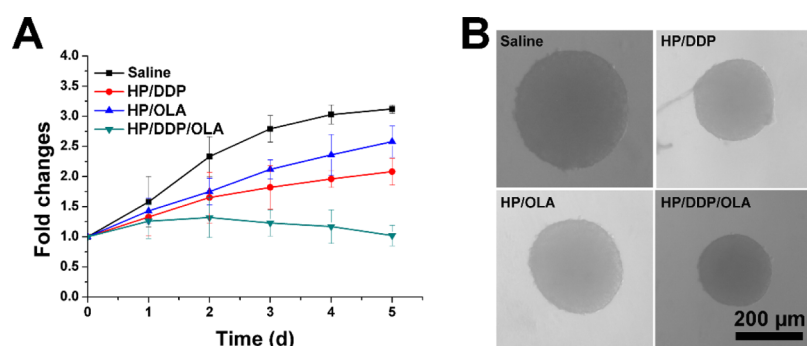 A
Fold changes
4.0
3.5
3.0
2.5
2.0
1.5
1.0
0.5
0.0
Saline
HP/DDP
HP/OLA
HP/DDP/OLA
0 1 2 3 4 5
Time (d)
B
Saline
HP/DDP
HP/OLA
HP/DDP/OLA
200 µm